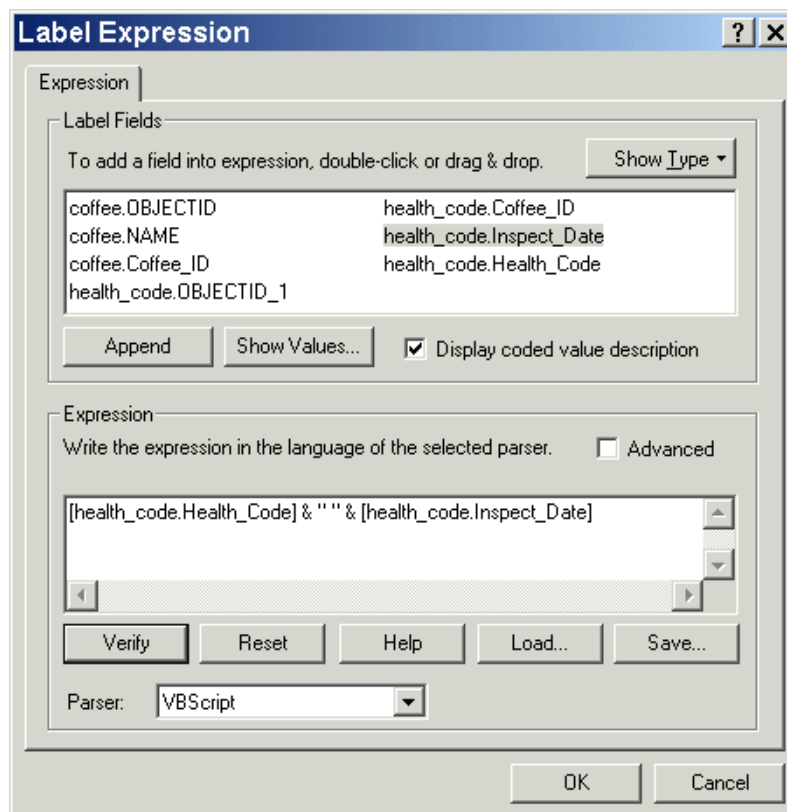 Label Expression
Expression
Label Fields
To add a field into expression, double-click or drag & drop.
Show Type
coffee.OBJECTID
coffee.NAME
coffee.Coffee_ID
health_code.OBJECTID_1
health_code.Coffee_ID
health_code.Inspect_Date
health_code.Health_Code
Append
Show Values...
Display coded value description
Expression
Write the expression in the language of the selected parser.
Advanced
[health_code.Health_Code] & " " & [health_code.Inspect_Date]
Verify
Reset
Help
Load...
Save...
Parser:
VBScript
OK
Cancel